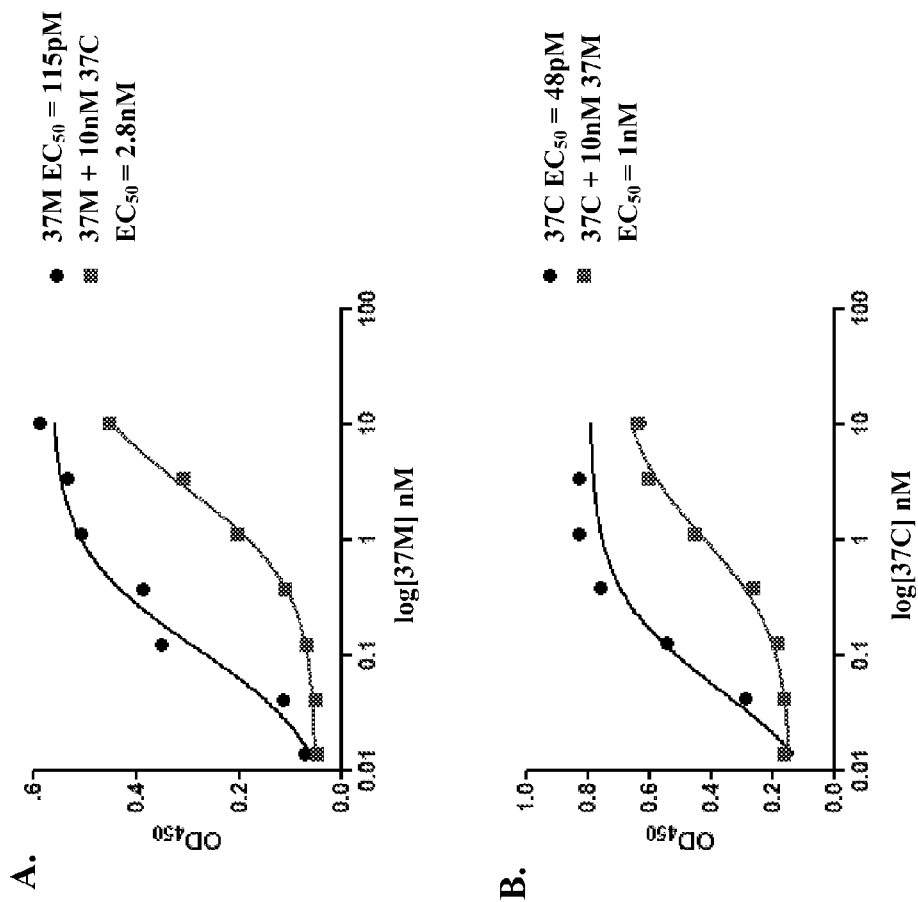 A.
37M EC₅₀ = 115pM
37M + 10nM 37C
EC₅₀ = 2.8nM
OD₄₅₀
.6
0.4
0.2
0.0
0.01
0.1
1
10
100
log[37M] nM
B.
37C EC₅₀ = 48pM
37C + 10nM 37M
EC₅₀ = 1nM
OD₄₅₀
1.0
0.8
0.6
0.4
0.2
0.0
0.01
0.1
1
10
100
log[37C] nM